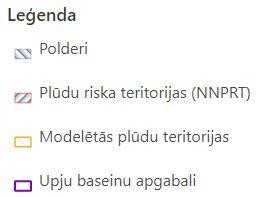 Leģenda
Polderi
Plūdu riska teritorijas (NNPRT)
Modelētās plūdu teritorijas
Upju baseinu apgabali